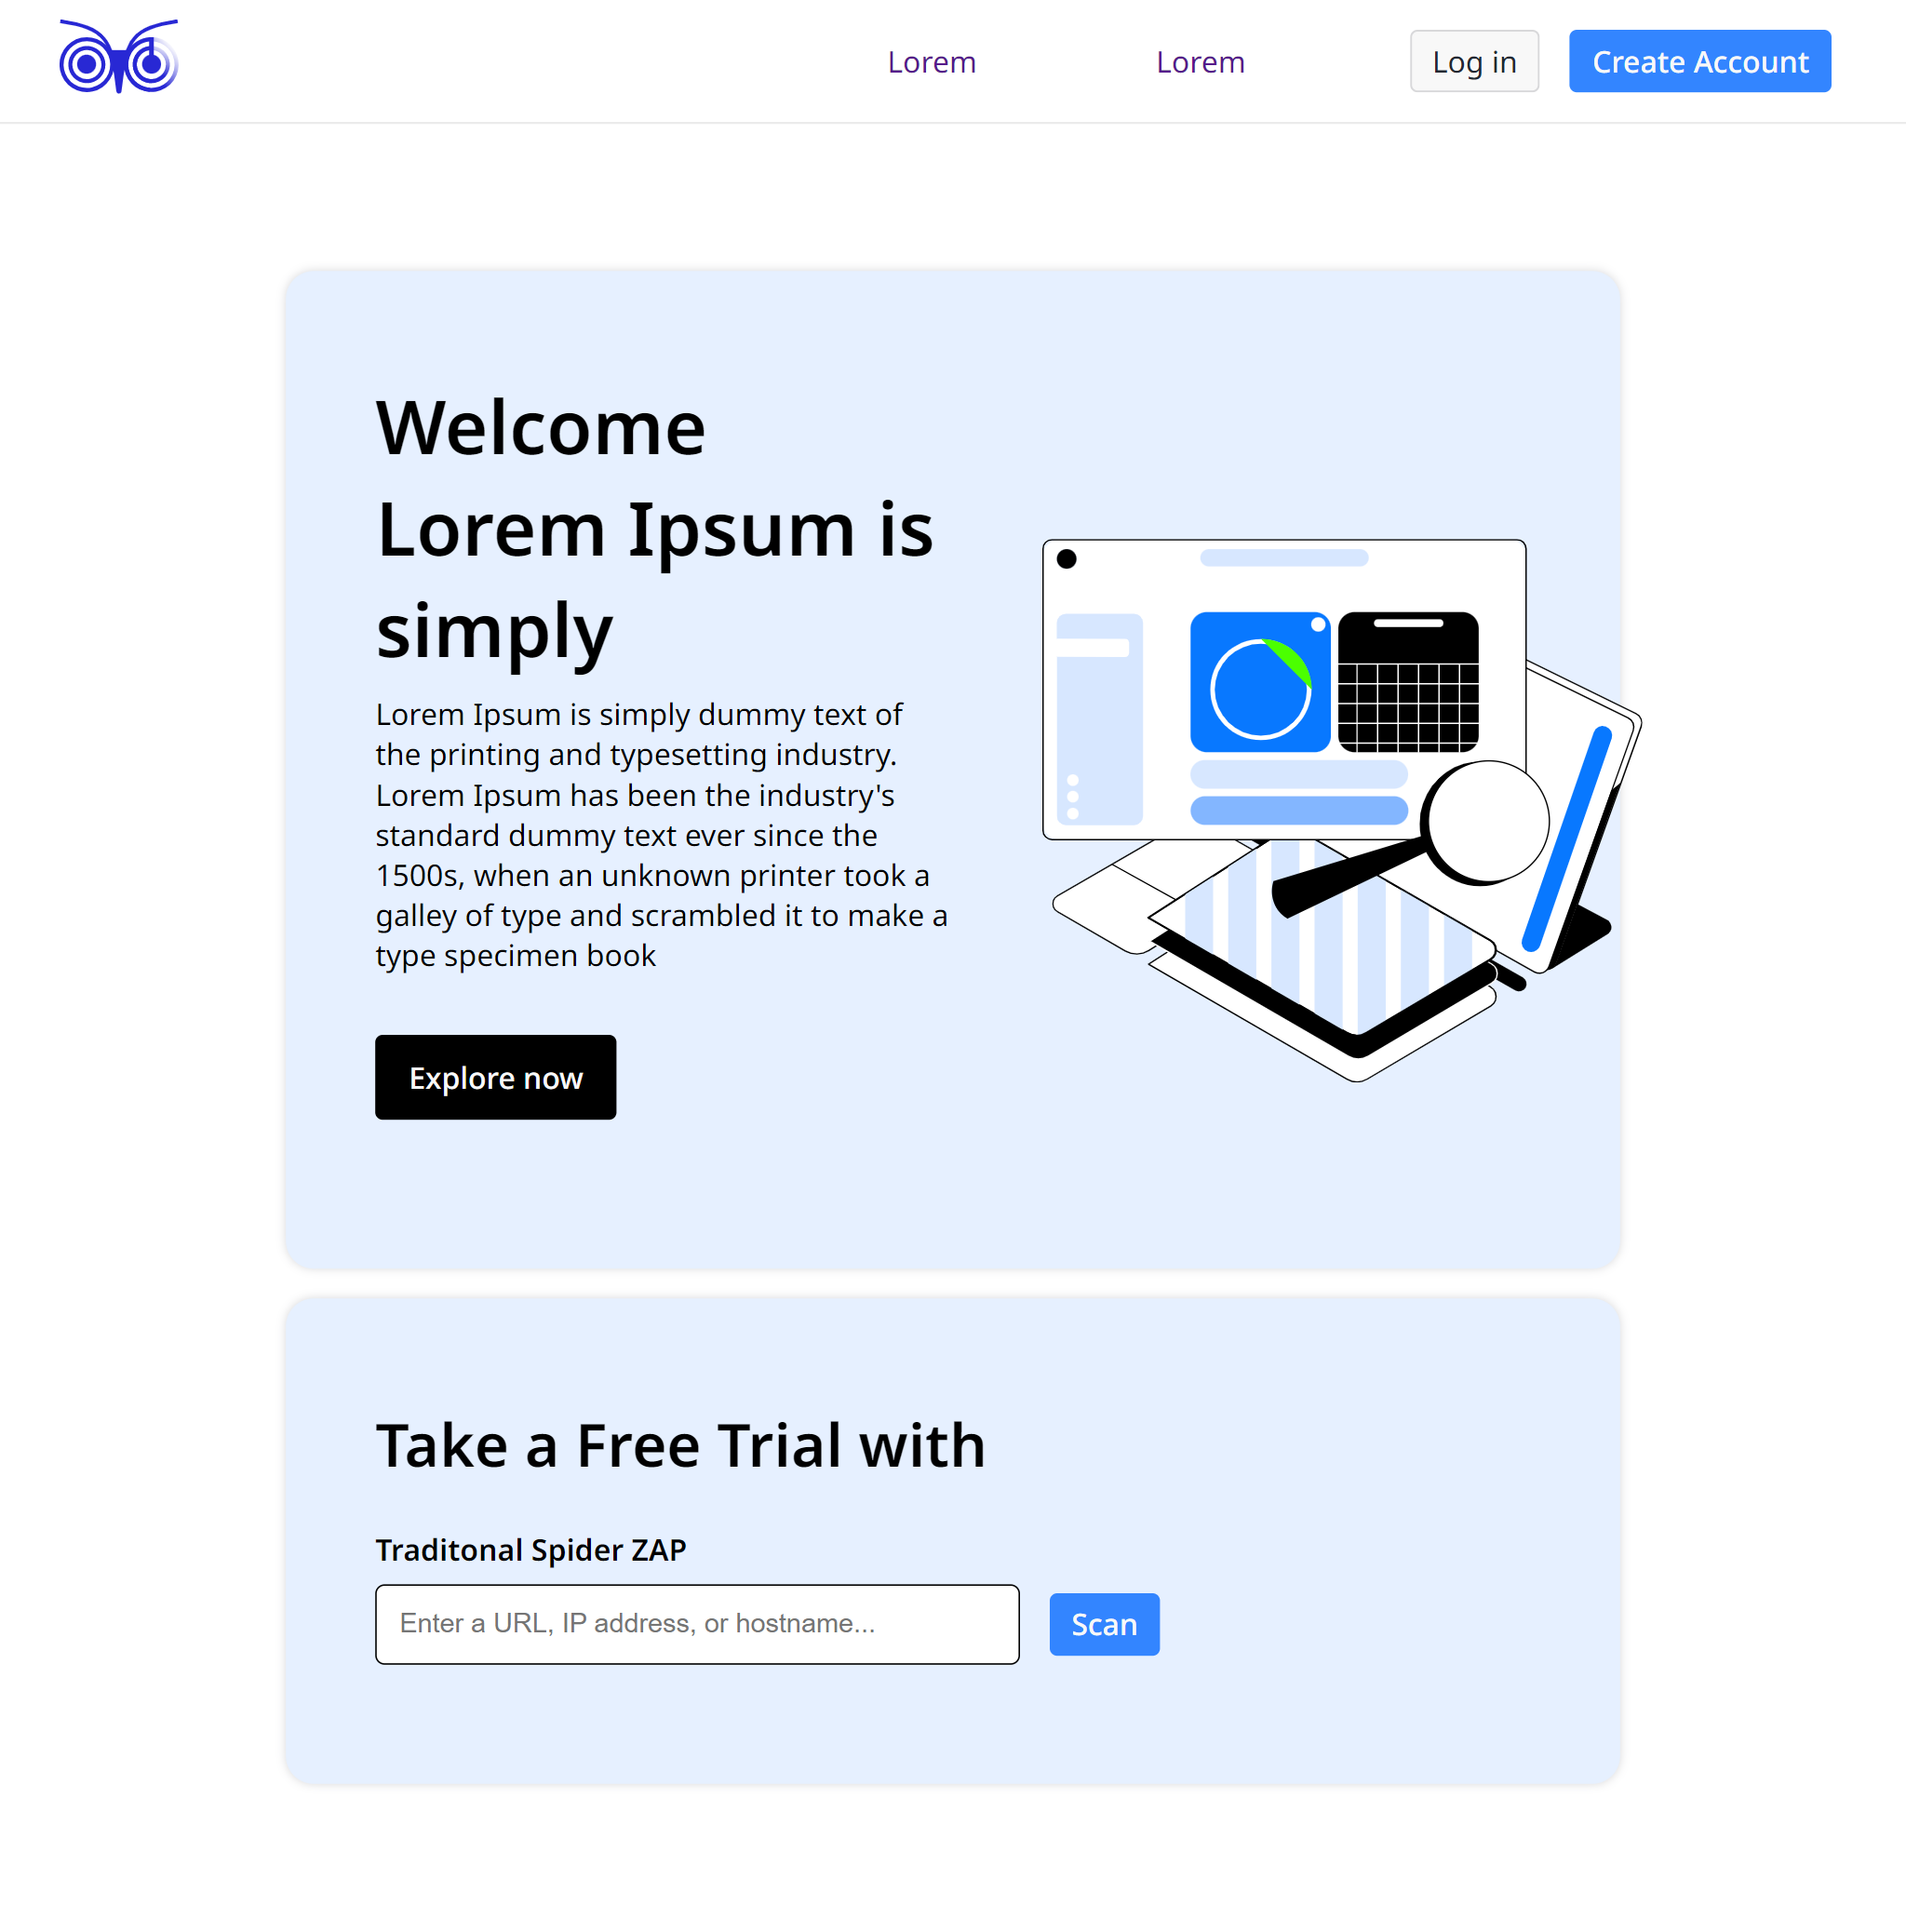 Lorem
Lorem
Log in
Create Account
Welcome
Lorem Ipsum is
simply
Lorem Ipsum is simply dummy text of
the printing and typesetting industry.
Lorem Ipsum has been the industry's
standard dummy text ever since the
1500s, when an unknown printer took a
galley of type and scrambled it to make a
type specimen book
Explore now
Take a Free Trial with
Traditonal Spider ZAP
Enter a URL, IP address, or hostname...
Scan